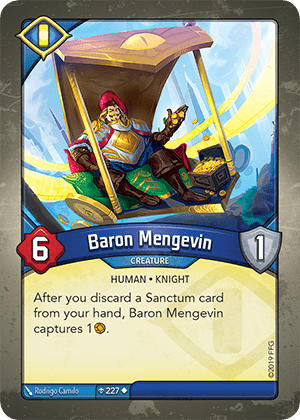 Baron Mengevin
6
CREATURE
1
HUMAN • KNIGHT
After you discard a Sanctum card
from your hand, Baron Mengevin
captures 1
Rodrigo Camilo
227
©2019 FFG